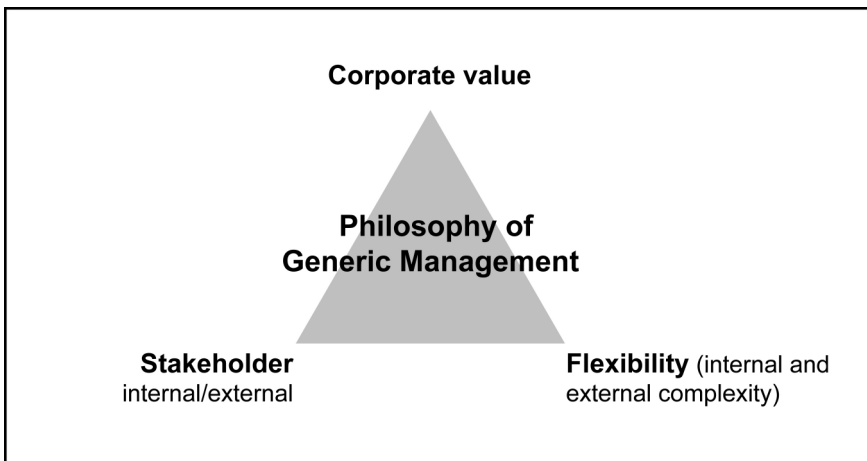 Corporate value
Philosophy of
Generic Management
Stakeholder
internal/external
Flexibility (internal and
external complexity)